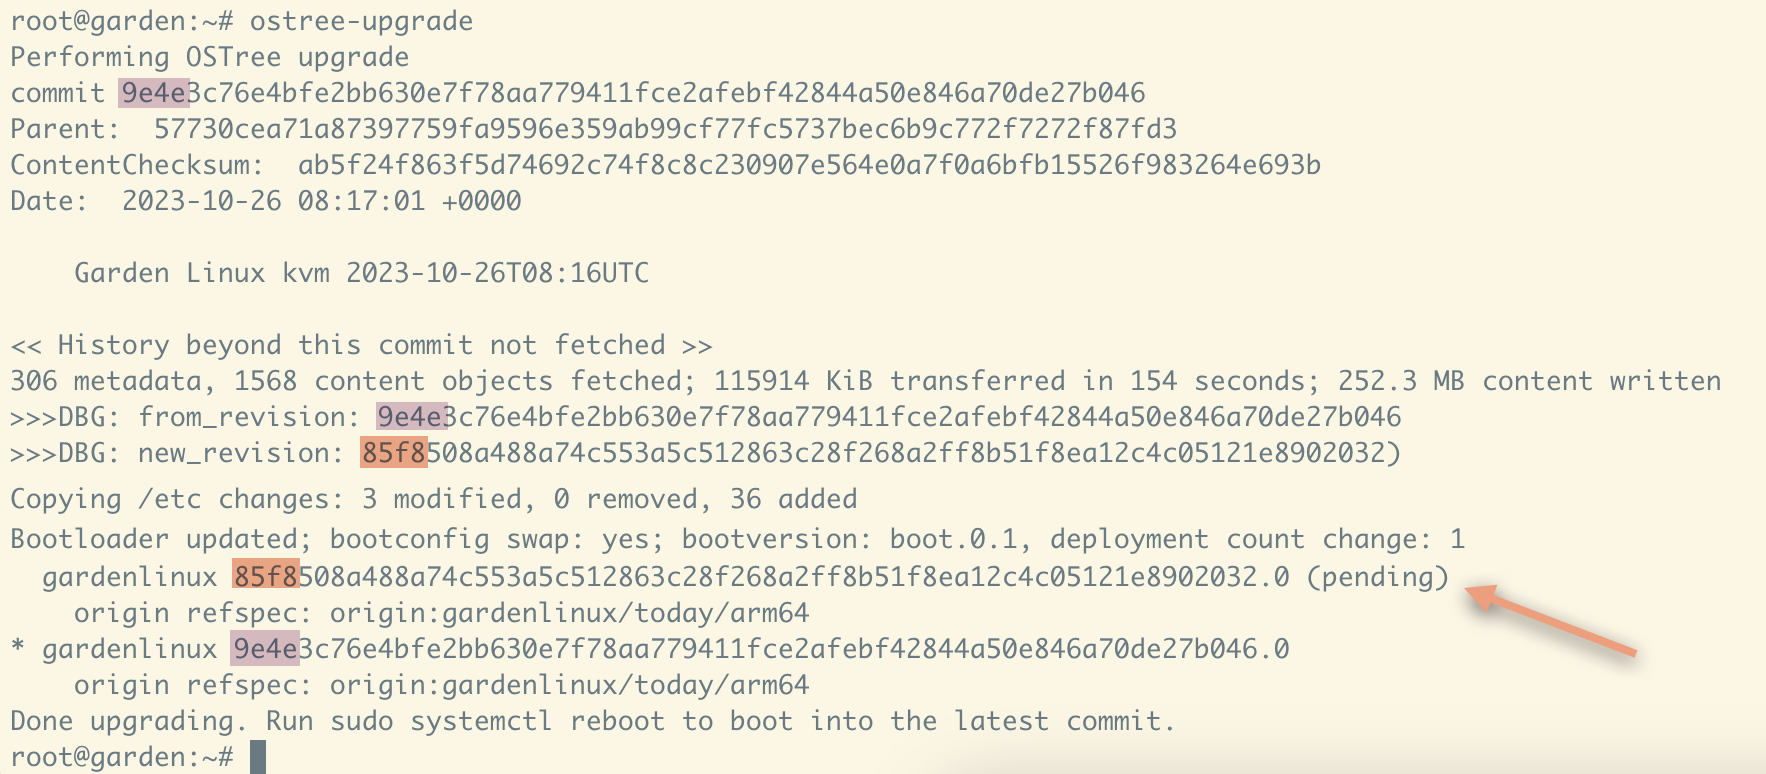 root@garden:~# ostree-upgrade
Performing OSTree upgrade
commit 9e4e3c76e4bfe2bb630e7f78aa779411fce2afebf42844a50e846a70de27b046
Parent:  57730cea71a87397759fa9596e359ab99cf77fc5737bec6b9c772f7272f87fd3
ContentChecksum:  ab5f24f863f5d74692c74f8c8c230907e564e0a7f0a6bfb15526f983264e693b
Date:  2023-10-26 08:17:01 +0000
Garden Linux kvm 2023-10-26T08:16UTC
<< History beyond this commit not fetched >>
306 metadata, 1568 content objects fetched; 115914 KiB transferred in 154 seconds; 252.3 MB content written
>>>DBG: from_revision: 9e4e3c76e4bfe2bb630e7f78aa779411fce2afebf42844a50e846a70de27b046
>>>DBG: new_revision: 85f8508a488a74c553a5c512863c28f268a2ff8b51f8ea12c4c05121e8902032)
Copying /etc changes: 3 modified, 0 removed, 36 added
Bootloader updated; bootconfig swap: yes; bootversion: boot.0.1, deployment count change: 1
gardenlinux 85f8508a488a74c553a5c512863c28f268a2ff8b51f8ea12c4c05121e8902032.0 (pending)
origin refspec: origin:gardenlinux/today/arm64
* gardenlinux 9e4e3c76e4bfe2bb630e7f78aa779411fce2afebf42844a50e846a70de27b046.0
origin refspec: origin:gardenlinux/today/arm64
Done upgrading. Run sudo systemctl reboot to boot into the latest commit.
root@garden:~#